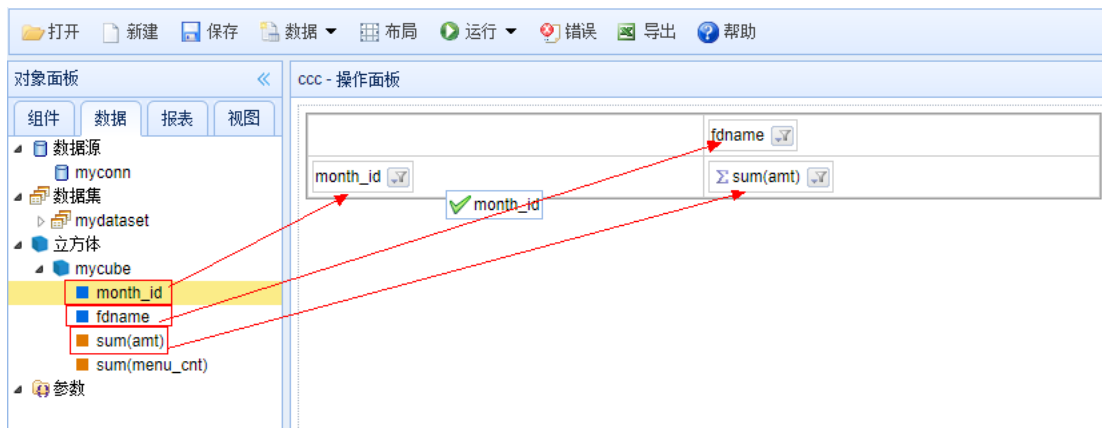 打开 新建 保存 数据 布局 运行 错误 导出 帮助
对象面板
ccc - 操作面板
组件 数据 报表 视图
数据源
myconn
数据集
mydataset
立方体
mycube
month_id
fdname
sum(amt)
sum(menu_cnt)
参数
fdname
month_id
Σ sum(amt)
month_id